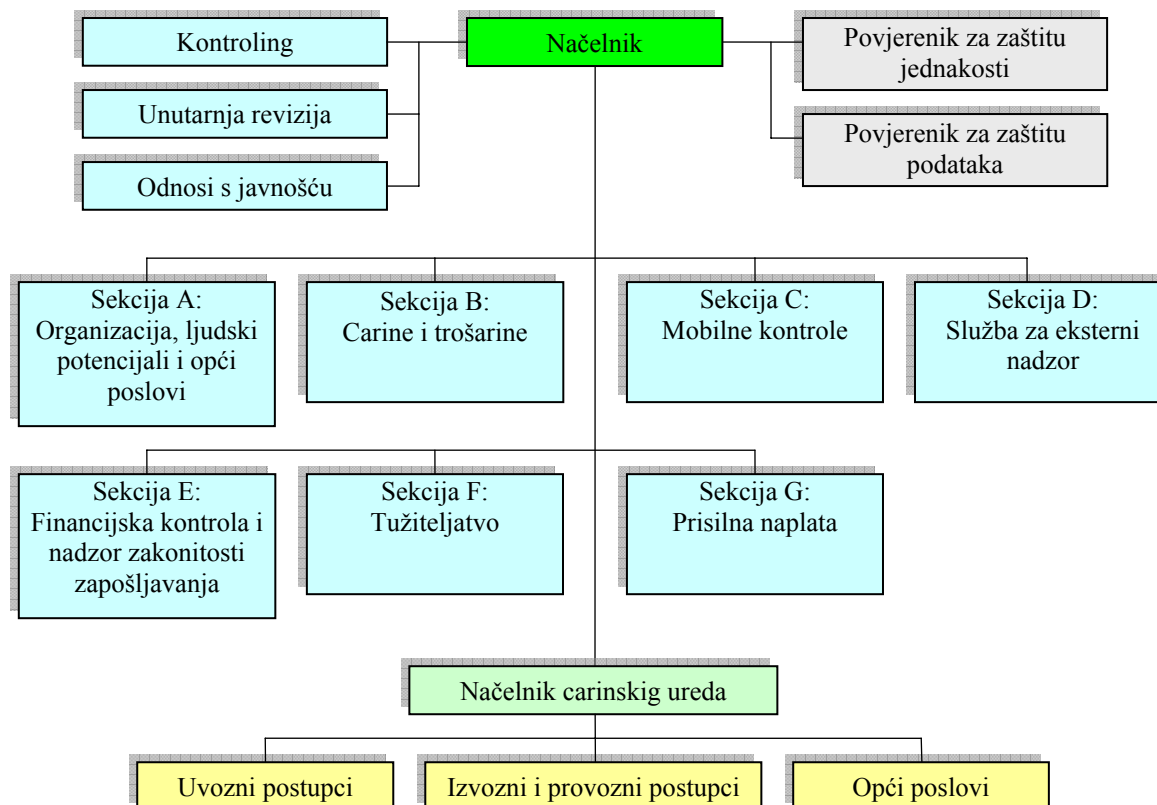 Kontroling
Načelnik
Povjerenik za zaštitu
jednakosti
Unutarnja revizija
Povjerenik za zaštitu
podataka
Odnosi s javnošću
Sekcija A:
Organizacija, ljudski
potencijali i opći
poslovi
Sekcija B:
Carine i trošarine
Sekcija C:
Mobilne kontrole
Sekcija D:
Služba za eksterni
nadzor
Sekcija E:
Financijska kontrola i
nadzor zakonitosti
zapošljavanja
Sekcija F:
Tužiteljatvo
Sekcija G:
Prisilna naplata
Načelnik carinskig ureda
Uvozni postupci
Izvozni i provozni postupci
Opći poslovi